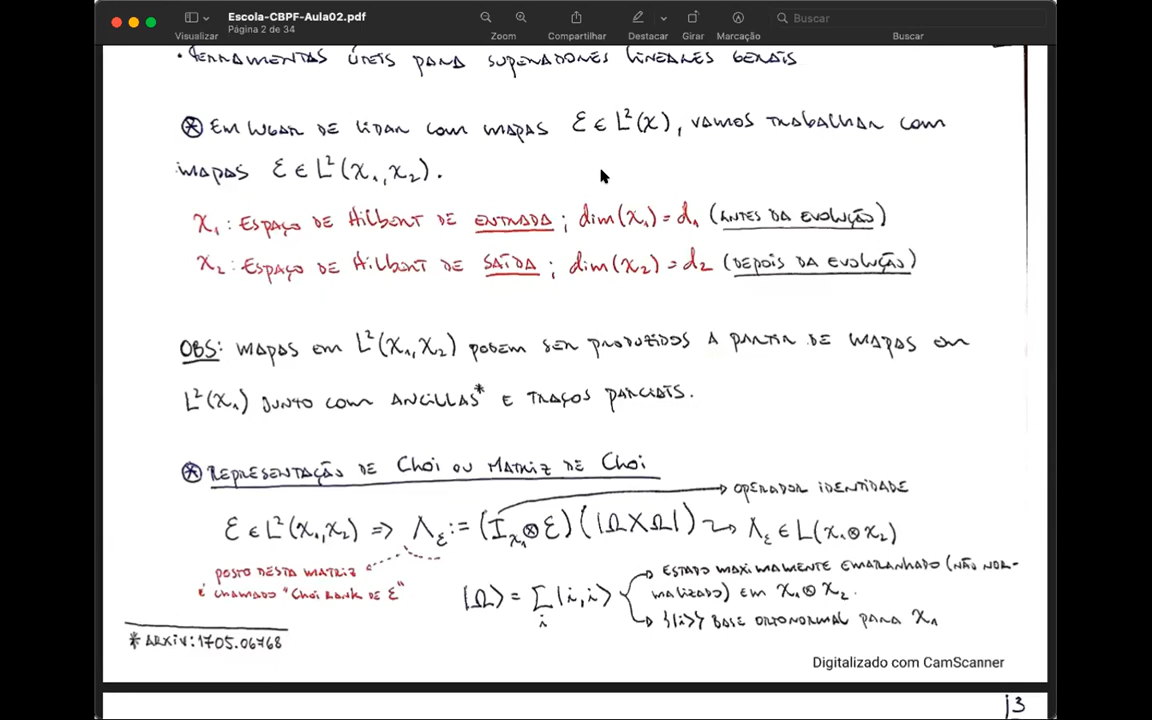 Escola-CBPF-Aula02.pdf
Página 2 de 34
Visualizar
Zoom
Compartilhar
Destacar
Girar
Marcação
Buscar
Buscar
• FERRAMENTAS ÚTEIS PARA SUPERADORES LINEARES GERAIS
⊛ EM LUGAR DE LIDAR COM MAPAS ℰ ∈ L²(X), VAMOS TRABALHAR COM
MAPAS ℰ ∈ L²(X₁,X₂).
X₁: ESPAÇO DE HILBERT DE ENTRADA; dim(X₁)=d₁ (ANTES DA EVOLUÇÃO)
X₂: ESPAÇO DE HILBERT DE SAÍDA; dim(X₂)=d₂ (DEPOIS DA EVOLUÇÃO)
OBS: MAPAS EM L²(X₁,X₂) PODEM SER PRODUZIDOS A PARTIR DE MAPAS EM
L²(X₁) JUNTO COM ANCILLAS* E TRAÇOS PARCIAIS.
⊛ REPRESENTAÇÃO DE Choi OU MATRIZ DE Choi
OPERADOR IDENTIDADE
ℰ ∈ L²(X₁,X₂) ⇒ Λ_ℰ := (I_X₁ ⊗ ℰ)(|Ω⟩⟨Ω|) → Λ_ℰ ∈ L(X₁⊗X₂)
POSTO DESTA MATRIZ
É CHAMADO "CHOI RANK DE ℰ"
|Ω⟩ = Σ_i |i,i⟩
ESTADO MAXIMAMENTE EMARANHADO (NÃO NOR-
MALIZADO) EM X₁⊗X₂.
{|i⟩} BASE ORTONORMAL PARA X₁
* ARXIV:1705.06768
Digitalizado com CamScanner
j3